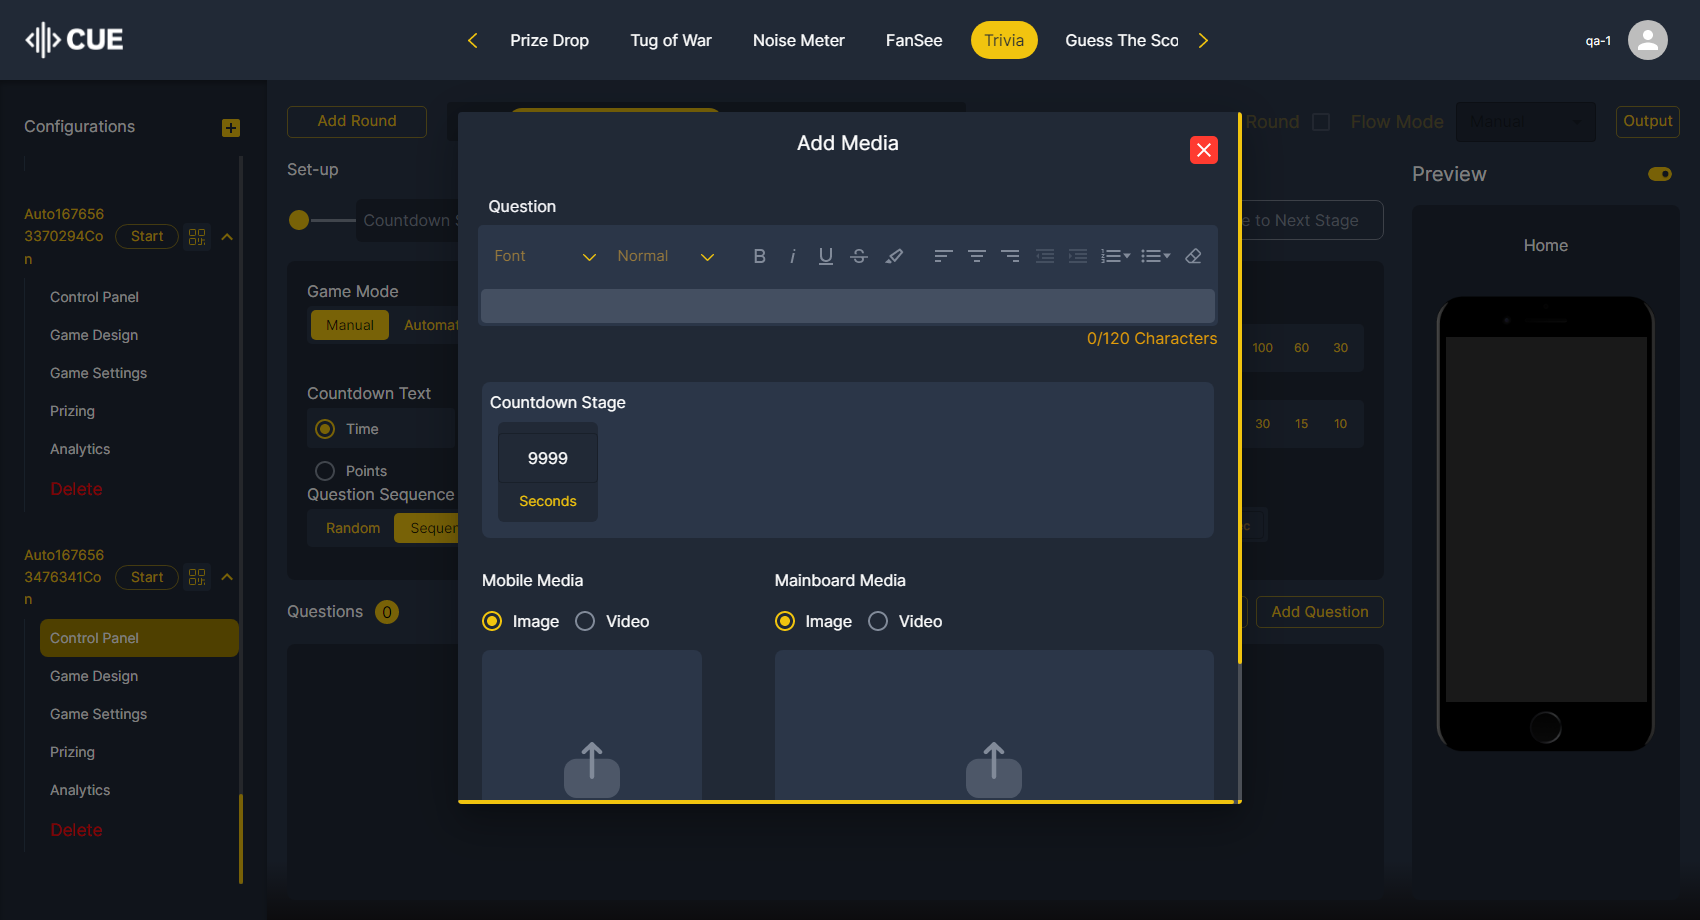 CUE
Prize Drop
Tug of War
Noise Meter
FanSee
Trivia
Guess The Sco
qa-1
Configurations
Auto167656
3370294Co
n
Start
Control Panel
Game Design
Game Settings
Prizing
Analytics
Delete
Auto167656
3476341Co
n
Start
Control Panel
Game Design
Game Settings
Prizing
Analytics
Delete
Add Round
Round
Flow Mode
Manual
Output
Set-up
Countdown S
e to Next Stage
Game Mode
Manual
Automat
Countdown Text
Time
Points
Question Sequence
Random
Sequen
100 60 30
30 15 10
Questions 0
Add Question
Preview
Home
Add Media
Question
Font
Normal
B i U S
0/120 Characters
Countdown Stage
9999
Seconds
Mobile Media
Image
Video
Mainboard Media
Image
Video